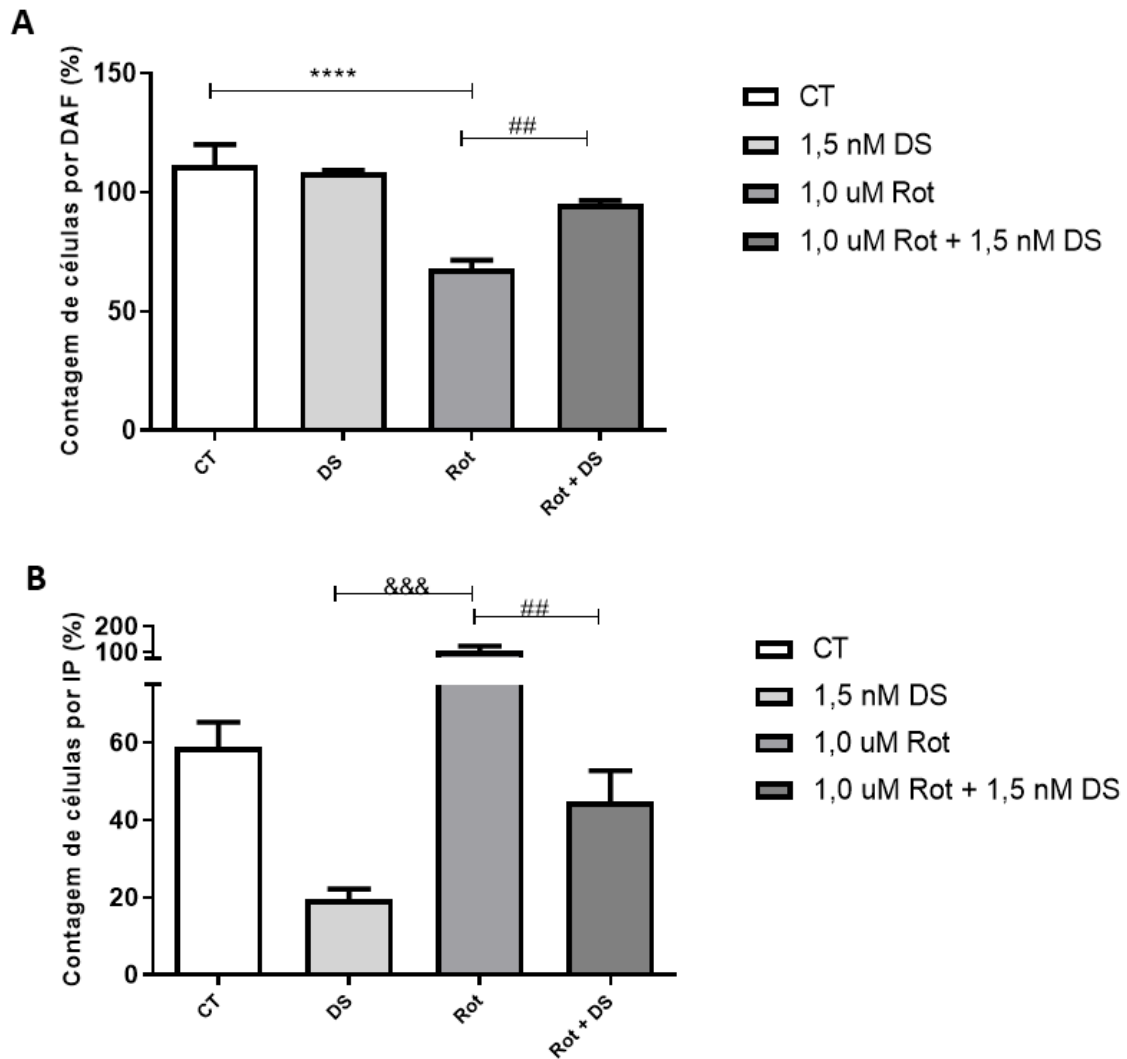 A
Contagem de células por DAF (%)
150
100
50
0
****
##
CT
DS
Rot
Rot + DS
CT
1,5 nM DS
1,0 uM Rot
1,0 uM Rot + 1,5 nM DS
B
Contagem de células por IP (%)
200
100
60
40
20
0
&&&
##
CT
DS
Rot
Rot + DS
CT
1,5 nM DS
1,0 uM Rot
1,0 uM Rot + 1,5 nM DS